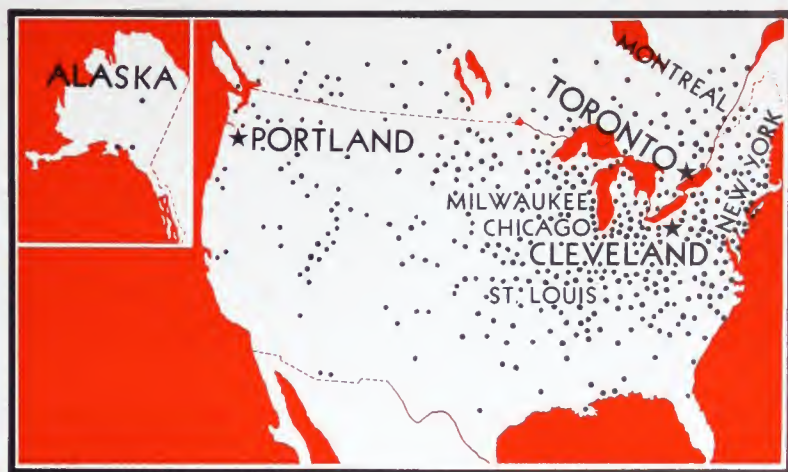 ALASKA
MONTREAL
TORONTO
PORTLAND
NEW YORK
MILWAUKEE
CHICAGO
CLEVELAND
ST. LOUIS